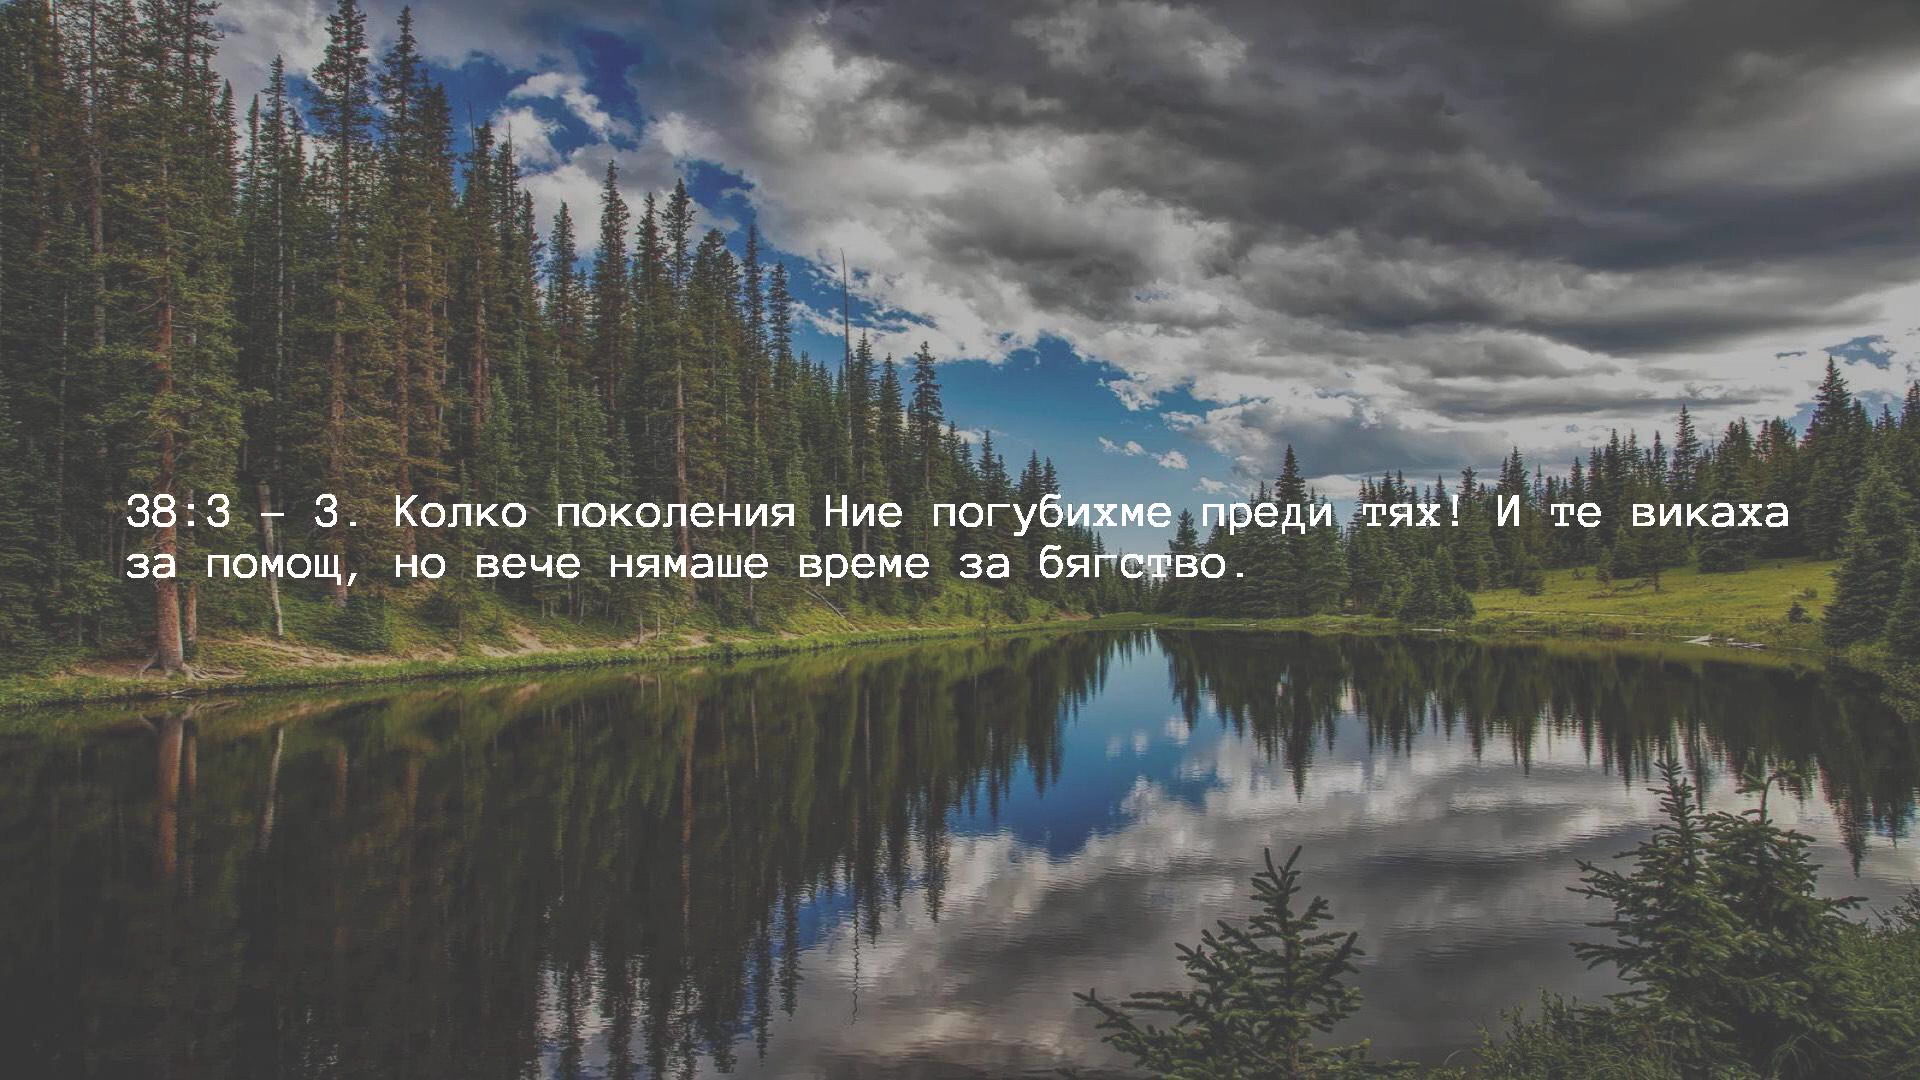 38:3 – 3. Колко поколения Ние погубихме преди тях! И те викаха
за помощ, но вече нямаше време за бягство.